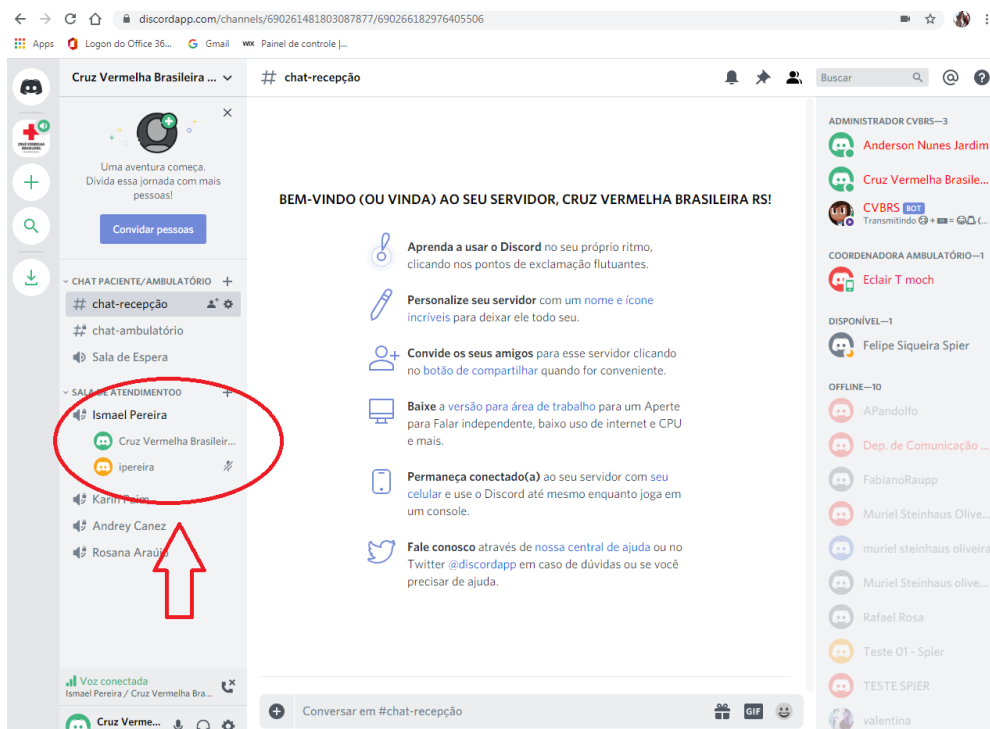 discordapp.com/channels/690261481803087877/690266182976405506
Apps
Logon do Office 36...
Gmail
WIX Painel de controle |...
Cruz Vermelha Brasileira ...
Uma aventura começa.
Divida essa jornada com mais
pessoas!
Convidar pessoas
CHAT PACIENTE/AMBULATÓRIO
chat-recepção
chat-ambulatório
Sala de Espera
SALA DE ATENDIMENTO0
Ismael Pereira
Cruz Vermelha Brasileir...
ipereira
Karin Paim
Andrey Canez
Rosana Araújo
Voz conectada
Ismael Pereira / Cruz Vermelha Bra...
Cruz Verme...
# chat-recepção
Buscar
BEM-VINDO (OU VINDA) AO SEU SERVIDOR, CRUZ VERMELHA BRASILEIRA RS!
Aprenda a usar o Discord no seu próprio ritmo,
clicando nos pontos de exclamação flutuantes.
Personalize seu servidor com um nome e ícone
incríveis para deixar ele todo seu.
Convide os seus amigos para esse servidor clicando
no botão de compartilhar quando for conveniente.
Baixe a versão para área de trabalho para um Aperte
para Falar independente, baixo uso de internet e CPU
e mais.
Permaneça conectado(a) ao seu servidor com seu
celular e use o Discord até mesmo enquanto joga em
um console.
Fale conosco através de nossa central de ajuda ou no
Twitter @discordapp em caso de dúvidas ou se você
precisar de ajuda.
Conversar em #chat-recepção
GIF
ADMINISTRADOR CVBRS—3
Anderson Nunes Jardim
Cruz Vermelha Brasile...
CVBRS BOT
Transmitindo
COORDENADORA AMBULATÓRIO—1
Eclair T moch
DISPONÍVEL—1
Felipe Siqueira Spier
OFFLINE—10
APandolfo
Dep. de Comunicação ...
FabianoRaupp
Muriel Steinhaus Olive...
muriel steinhaus oliveira
Muriel Steinhaus olive...
Rafael Rosa
Teste 01 - Spier
TESTE SPIER
valentina